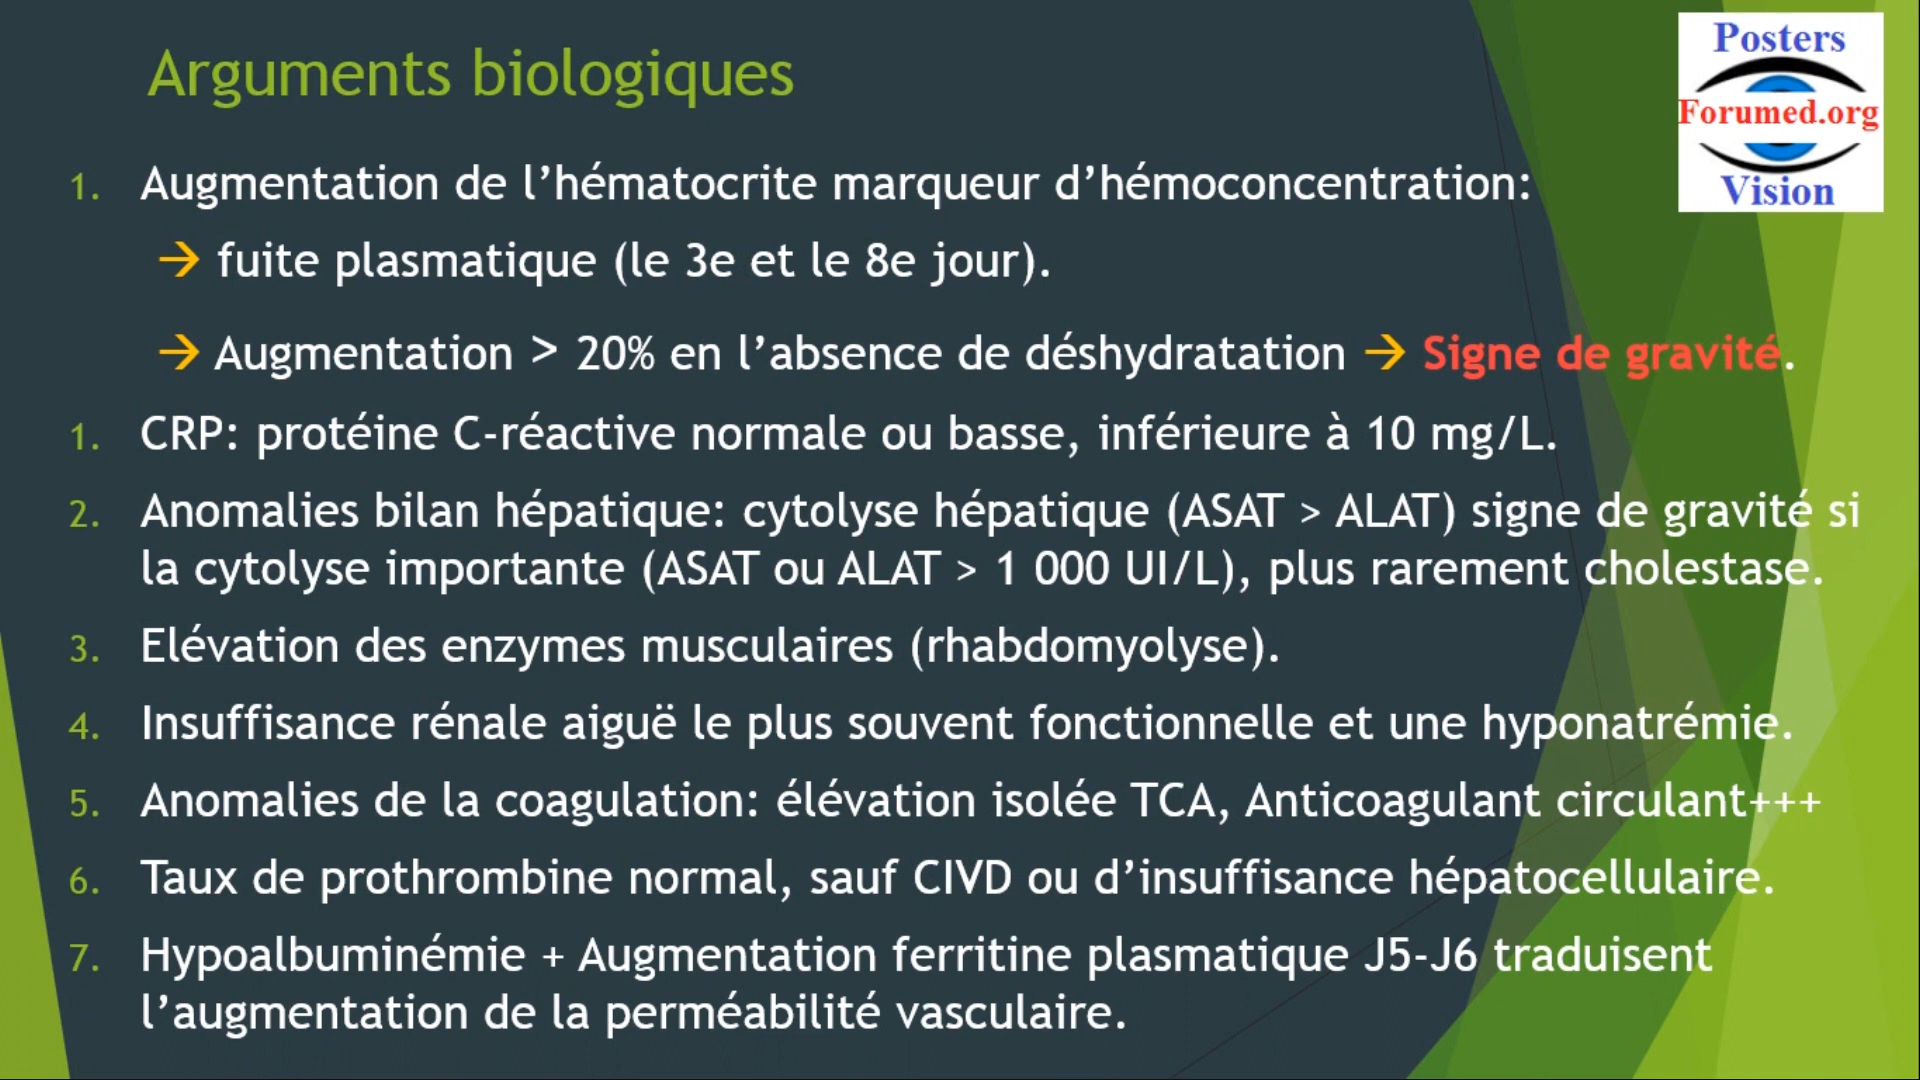 Arguments biologiques
Posters
Forumed.org
Vision
1. Augmentation de l’hématocrite marqueur d’hémoconcentration:
→ fuite plasmatique (le 3e et le 8e jour).
→ Augmentation > 20% en l’absence de déshydratation → Signe de gravité.
1. CRP: protéine C-réactive normale ou basse, inférieure à 10 mg/L.
2. Anomalies bilan hépatique: cytolyse hépatique (ASAT > ALAT) signe de gravité si
la cytolyse importante (ASAT ou ALAT > 1 000 UI/L), plus rarement cholestase.
3. Elévation des enzymes musculaires (rhabdomyolyse).
4. Insuffisance rénale aiguë le plus souvent fonctionnelle et une hyponatrémie.
5. Anomalies de la coagulation: élévation isolée TCA, Anticoagulant circulant+++
6. Taux de prothrombine normal, sauf CIVD ou d’insuffisance hépatocellulaire.
7. Hypoalbuminémie + Augmentation ferritine plasmatique J5-J6 traduisent
l’augmentation de la perméabilité vasculaire.